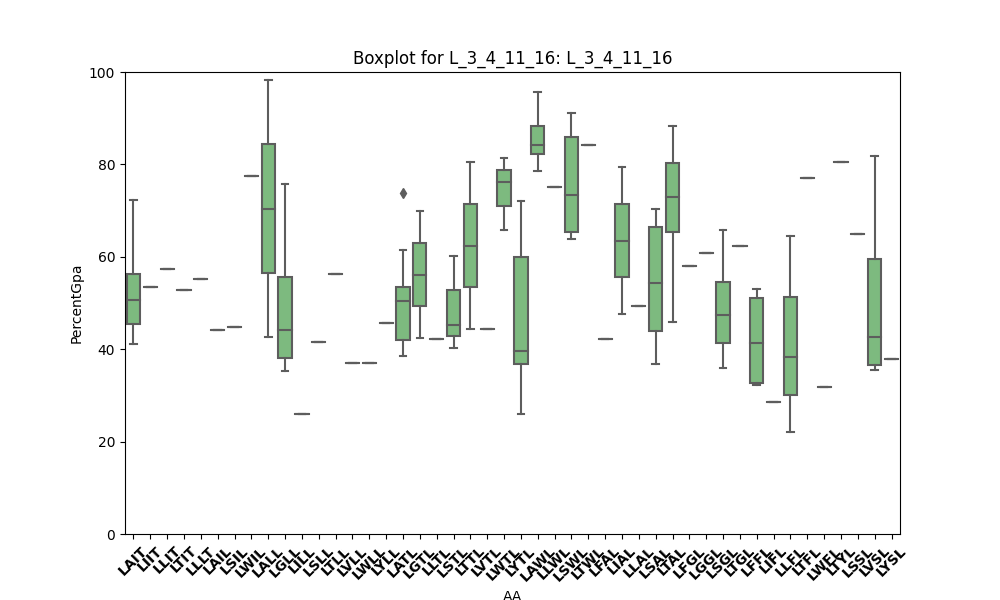 Boxplot for L_3_4_11_16: L_3_4_11_16
100
80
60
40
20
0
PercentGpa
LAIT LIIT LLIT LTIT LLLT LAIL LSIL LWIL LALL LGLL LILL LSLL LTLL LVLL LWLL LYLL LATL LGTL LLTL LSTL LTTL LVTL LWTL LYTL LAWL LLWL LSWL LTWL LFAL LIAL LLAL LSAL LTAL LFGL LGGL LSGL LTGL LFFL LIFL LLFL LTFL LWFL LTYL LSSL LVSL LYSL
AA